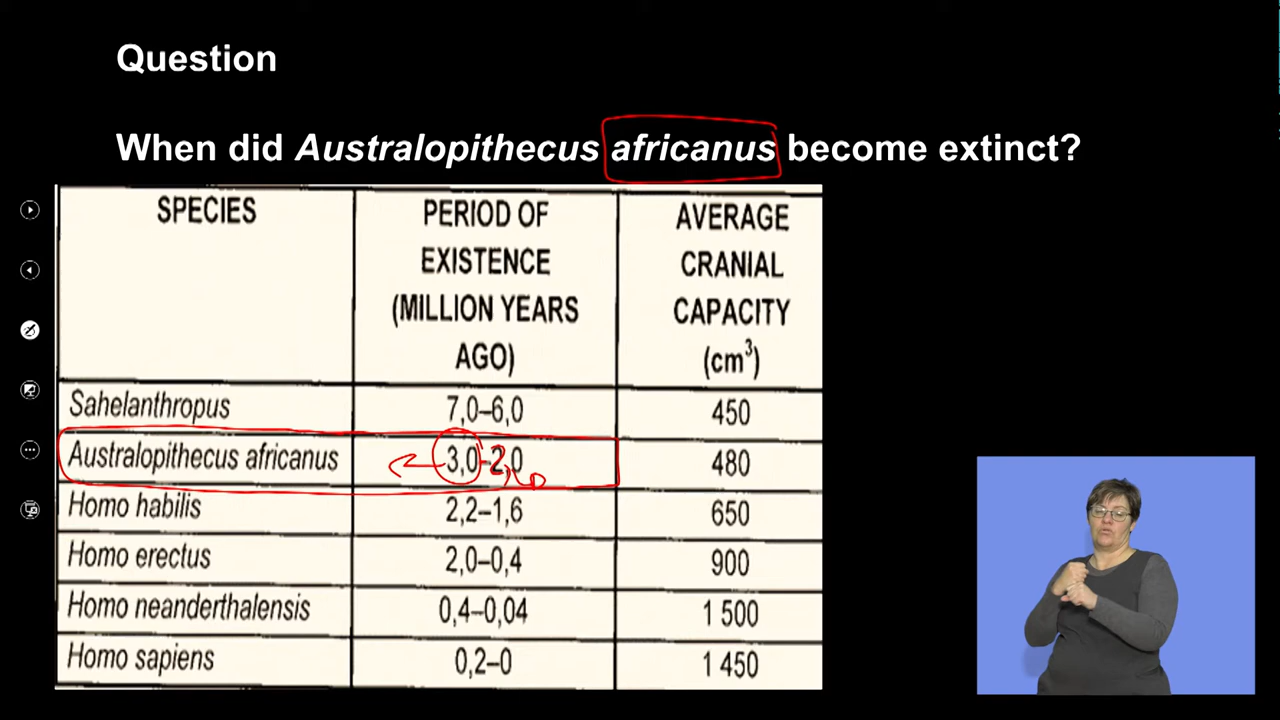 Question
When did Australopithecus africanus become extinct?
SPECIES
PERIOD OF
EXISTENCE
(MILLION YEARS
AGO)
AVERAGE
CRANIAL
CAPACITY
(cm³)
Sahelanthropus 7,0–6,0 450
Australopithecus africanus 3,0–2,0 480
Homo habilis 2,2–1,6 650
Homo erectus 2,0–0,4 900
Homo neanderthalensis 0,4–0,04 1 500
Homo sapiens 0,2–0 1 450